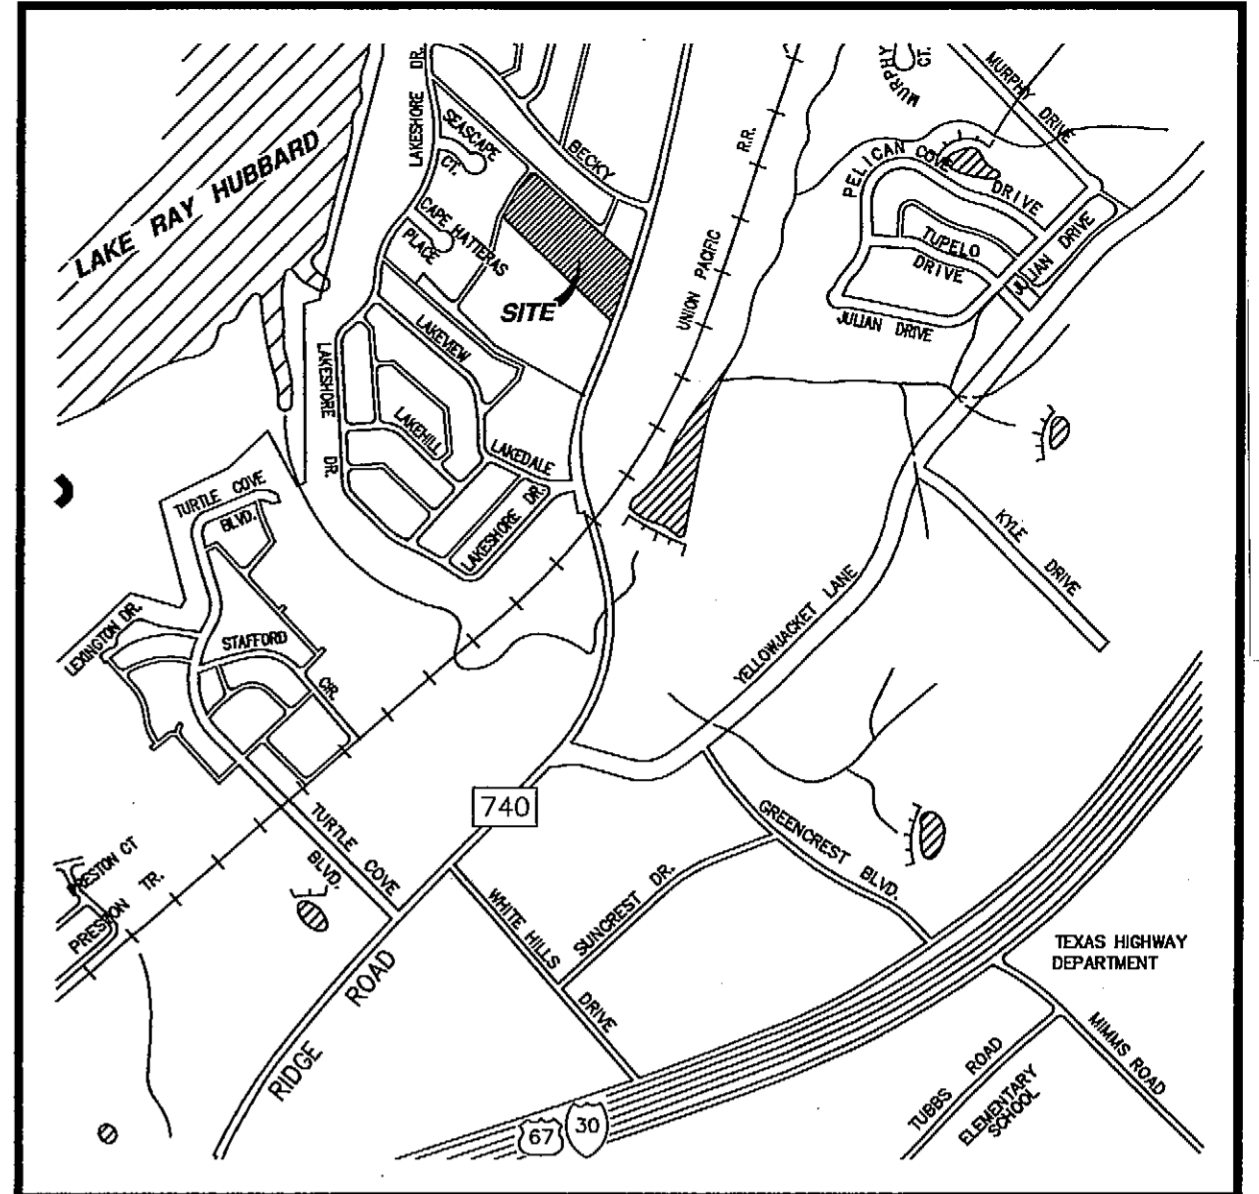 LAKE RAY HUBBARD
LAKESHORE DR.
SEASCAPE
CT.
BECKY
CAPE HATTERAS
PLACE
SITE
UNION PACIFIC
R.R.
MURPHY
CT.
MURPHY DRIVE
PELICAN COVE DRIVE
TUPELO
DRIVE
JULIAN DRIVE
JULIAN DRIVE
LAKEVIEW
LAKESHORE DR.
LAKEHILL
LAKEDALE
LAKESHORE DR.
TURTLE COVE
BLVD.
LEXINGTON DR.
STAFFORD
CIR.
KYLE DRIVE
YELLOWJACKET LANE
740
TURTLE COVE
BLVD.
GREENCREST BLVD.
SUNCREST DR.
WHITE HILLS DRIVE
PRESTON CT
PRESTON TR.
RIDGE ROAD
TEXAS HIGHWAY
DEPARTMENT
MIMMS ROAD
TUBBS ROAD
ELEMENTARY
SCHOOL
67
30